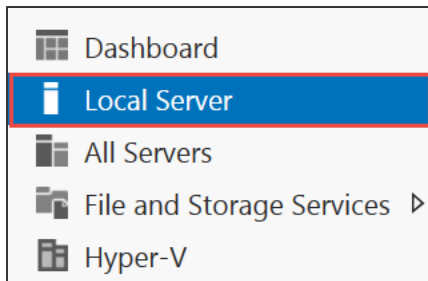 Dashboard
Local Server
All Servers
File and Storage Services
Hyper-V